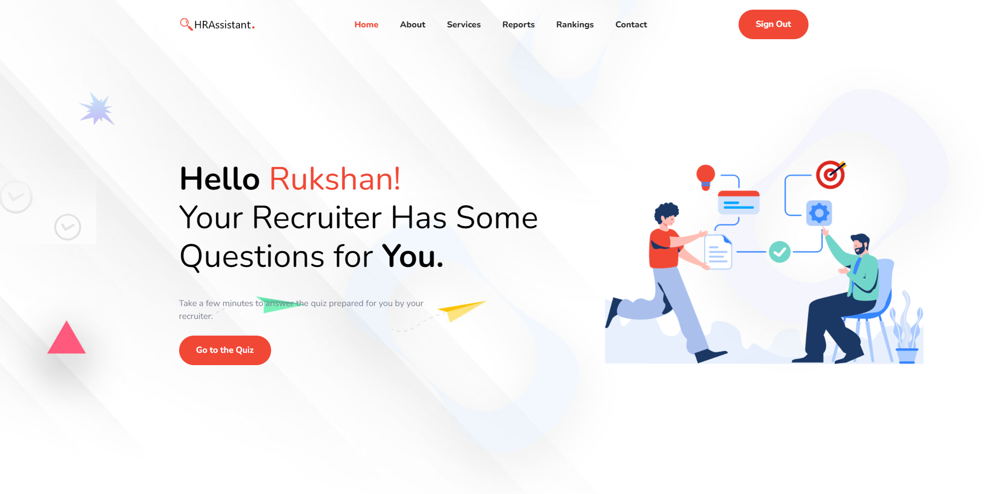 HRAssistant.
Home About Services Reports Rankings Contact
Sign Out
Hello Rukshan!
Your Recruiter Has Some
Questions for You.
Take a few minutes to answer the quiz prepared for you by your
recruiter.
Go to the Quiz